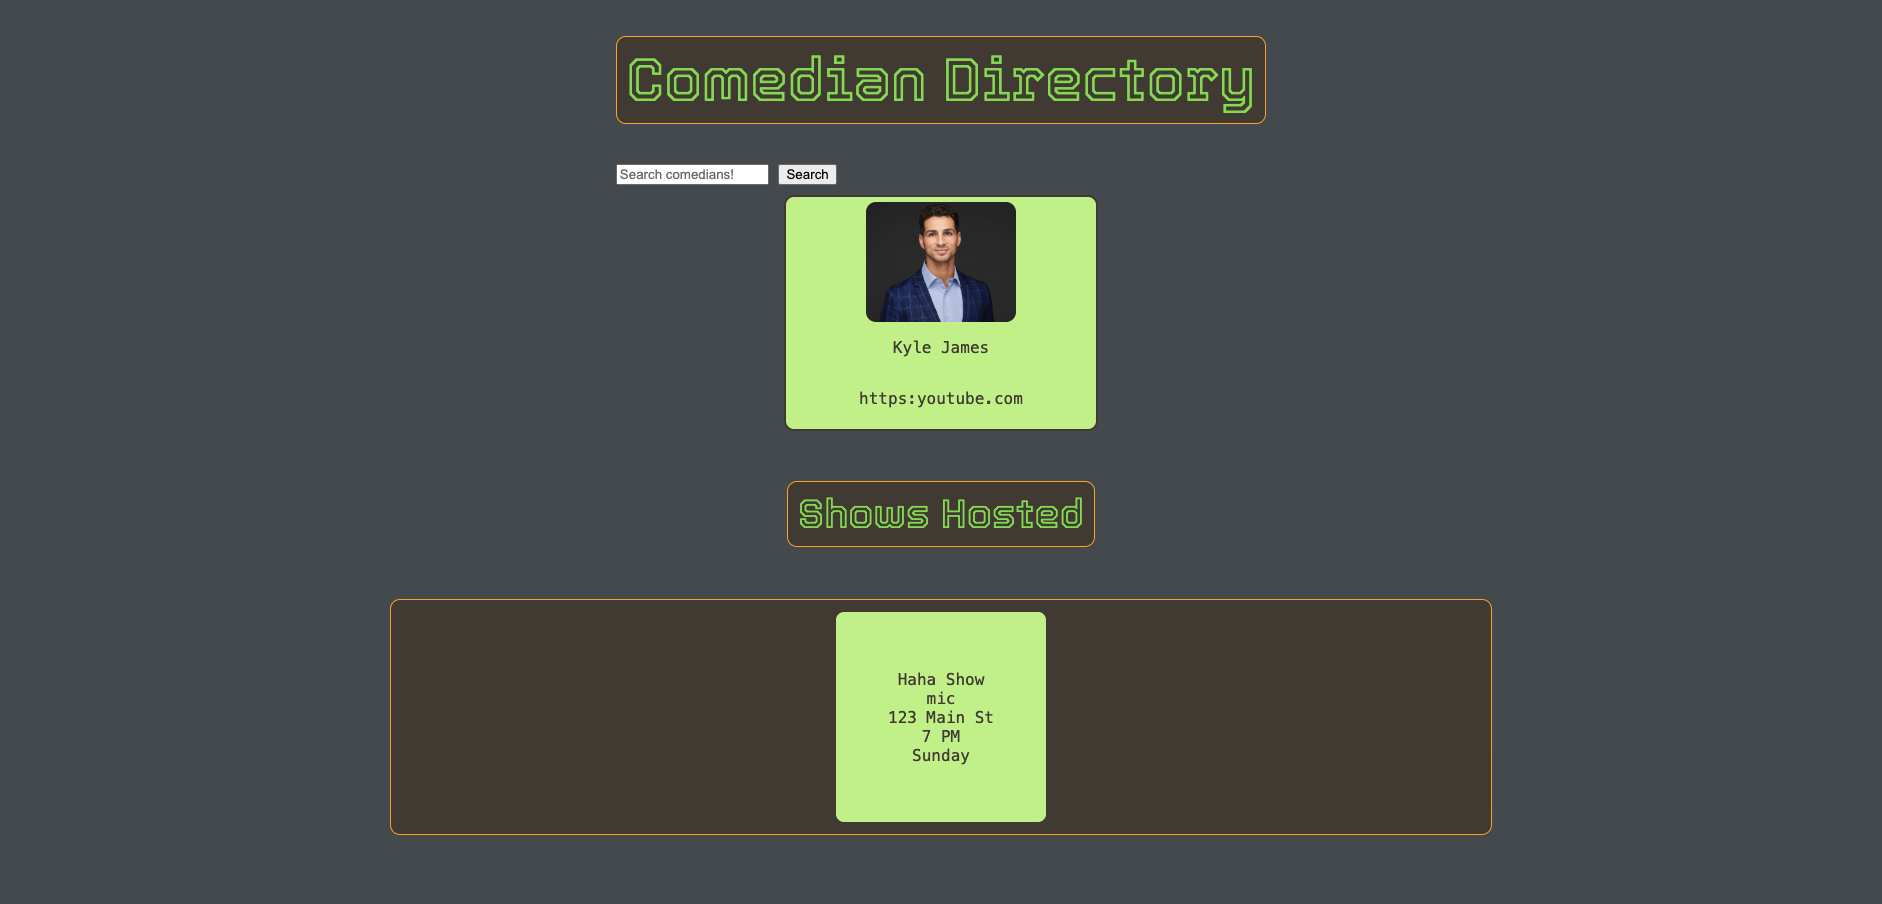 Comedian Directory
Search comedians! Search
Kyle James
https:youtube.com
Shows Hosted
Haha Show
mic
123 Main St
7 PM
Sunday